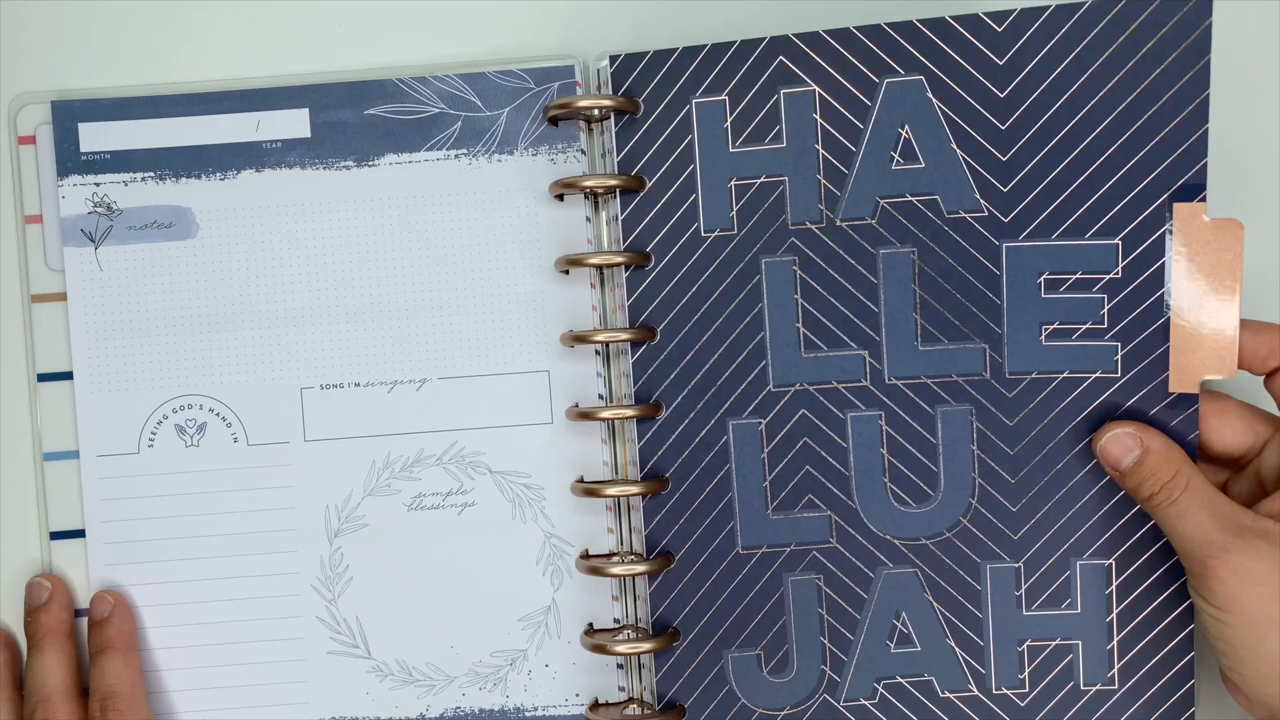 /
MONTH
YEAR
notes
SONG I'M singing:
SEEING GOD'S HAND IN
simple
blessings
HA
LLE
LU
JAH